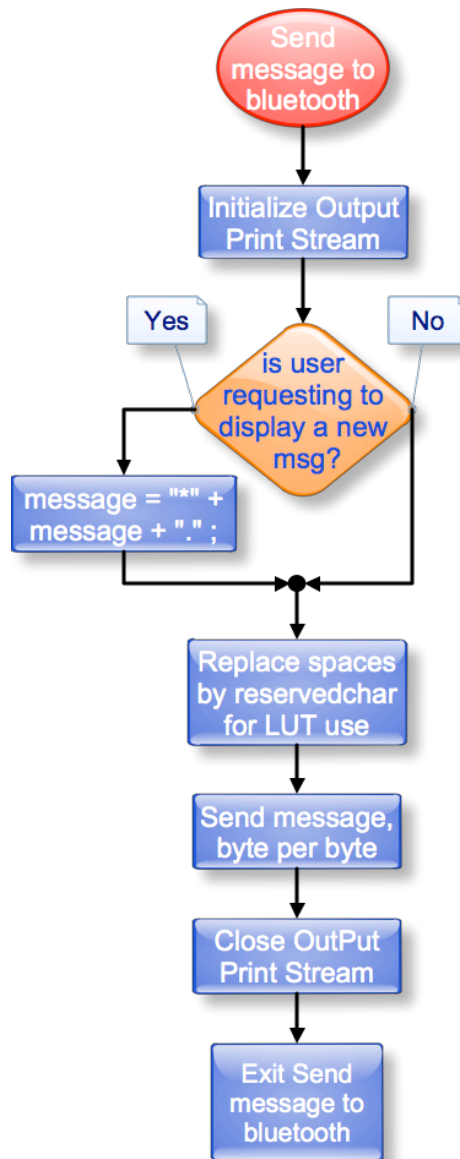 Send
message to
bluetooth
Initialize Output
Print Stream
Yes
No
is user
requesting to
display a new
msg?
message = "*" +
message + "." ;
Replace spaces
by reservedchar
for LUT use
Send message,
byte per byte
Close OutPut
Print Stream
Exit Send
message to
bluetooth